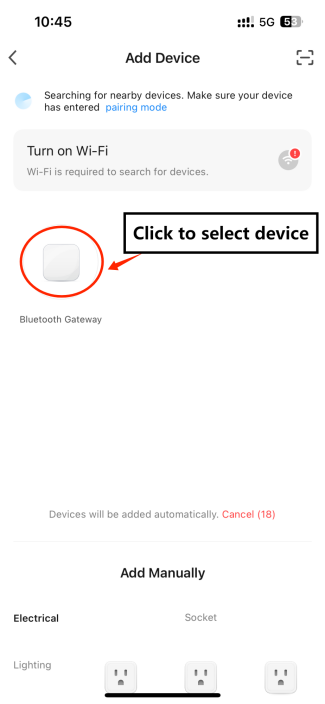 10:45
5G 53
Add Device
Searching for nearby devices. Make sure your device
has entered pairing mode
Turn on Wi-Fi
Wi-Fi is required to search for devices.
Click to select device
Bluetooth Gateway
Devices will be added automatically. Cancel (18)
Add Manually
Electrical
Socket
Lighting